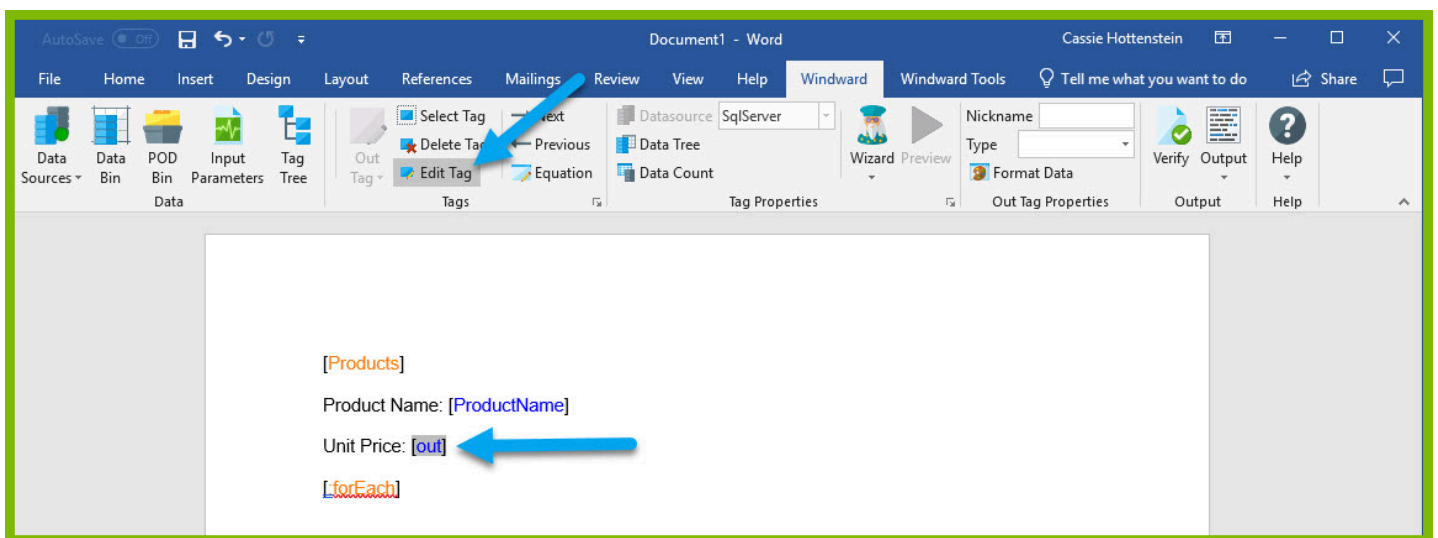 AutoSave Off Document1 - Word Cassie Hottenstein
File Home Insert Design Layout References Mailings Review View Help Windward Windward Tools Tell me what you want to do Share
Select Tag Next Datasource SqlServer Nickname
Delete Tag Previous Data Tree Type
Edit Tag Equation Data Count Format Data
Data Sources Data Bin POD Bin Input Parameters Tag Tree Out Tag Wizard Preview Verify Output Help
Data Tags Tag Properties Out Tag Properties Output Help
[Products]
Product Name: [ProductName]
Unit Price: [out]
[:forEach]